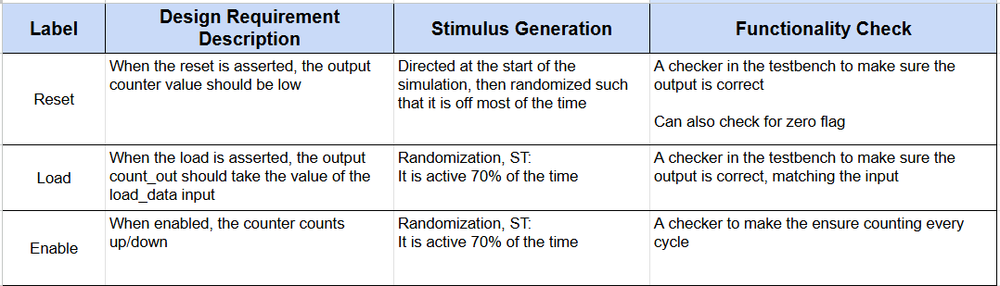 Label
Design Requirement
Description
Stimulus Generation
Functionality Check
Reset
When the reset is asserted, the output
counter value should be low
Directed at the start of the
simulation, then randomized such
that it is off most of the time
A checker in the testbench to make sure the
output is correct
Can also check for zero flag
Load
When the load is asserted, the output
count_out should take the value of the
load_data input
Randomization, ST:
It is active 70% of the time
A checker in the testbench to make sure the
output is correct, matching the input
Enable
When enabled, the counter counts
up/down
Randomization, ST:
It is active 70% of the time
A checker to make the ensure counting every
cycle